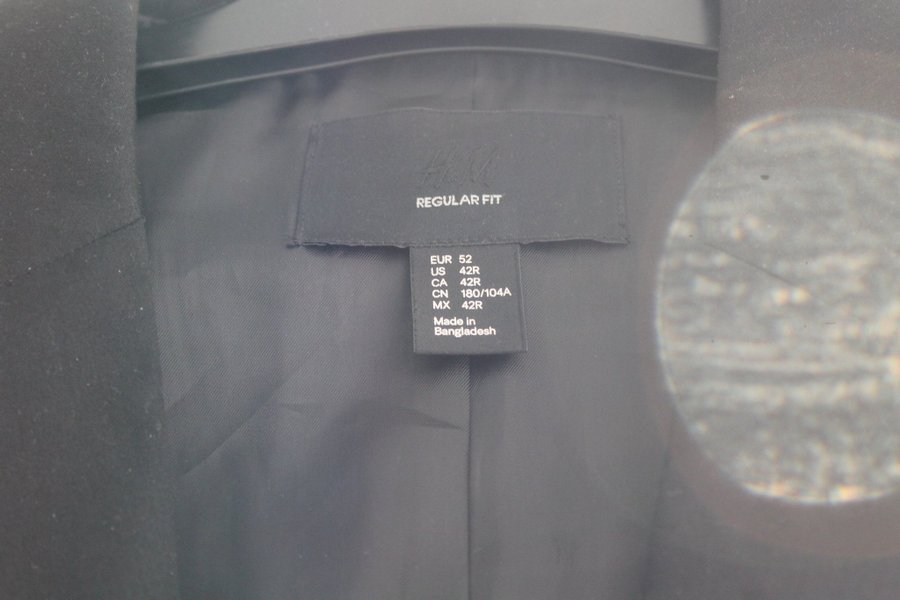 H&M
REGULAR FIT
EUR 52
US 42R
CA 42R
CN 180/104A
MX 42R
Made in
Bangladesh